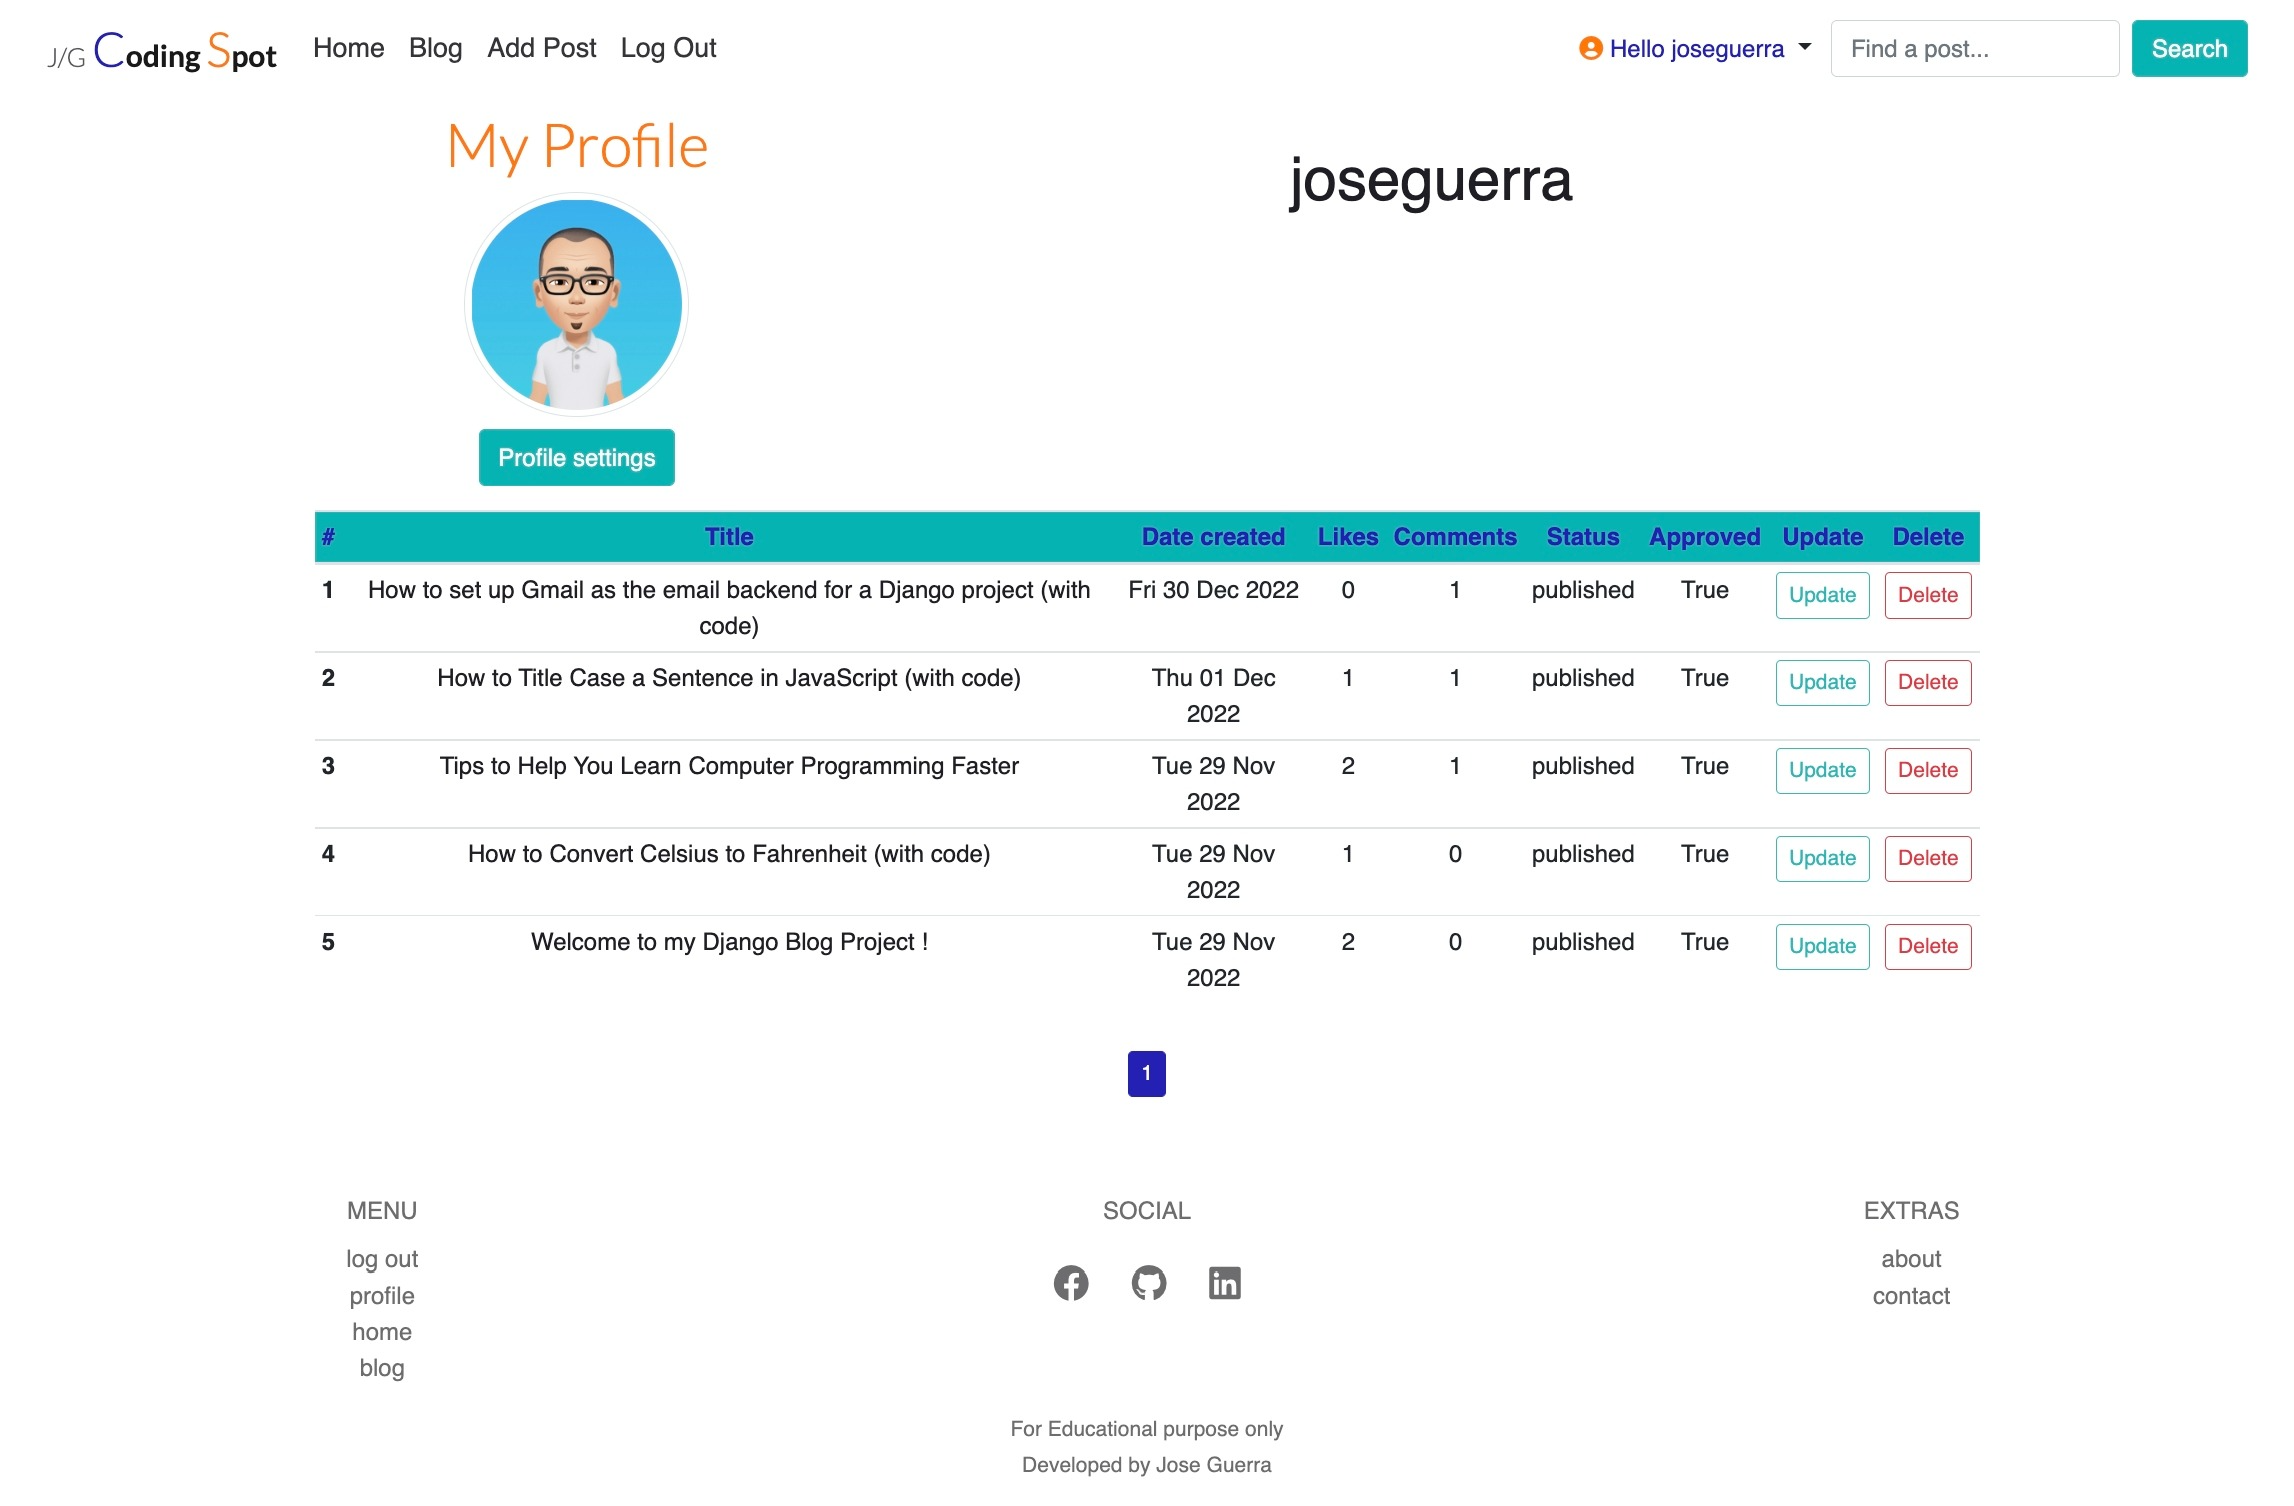 J/G Coding Spot Home Blog Add Post Log Out Hello joseguerra Find a post... Search
My Profile
joseguerra
Profile settings
# Title Date created Likes Comments Status Approved Update Delete
1 How to set up Gmail as the email backend for a Django project (with Fri 30 Dec 2022 0 1 published True Update Delete
code)
2 How to Title Case a Sentence in JavaScript (with code) Thu 01 Dec 1 1 published True Update Delete
2022
3 Tips to Help You Learn Computer Programming Faster Tue 29 Nov 2 1 published True Update Delete
2022
4 How to Convert Celsius to Fahrenheit (with code) Tue 29 Nov 1 0 published True Update Delete
2022
5 Welcome to my Django Blog Project ! Tue 29 Nov 2 0 published True Update Delete
2022
1
MENU
log out
profile
home
blog
SOCIAL
EXTRAS
about
contact
For Educational purpose only
Developed by Jose Guerra